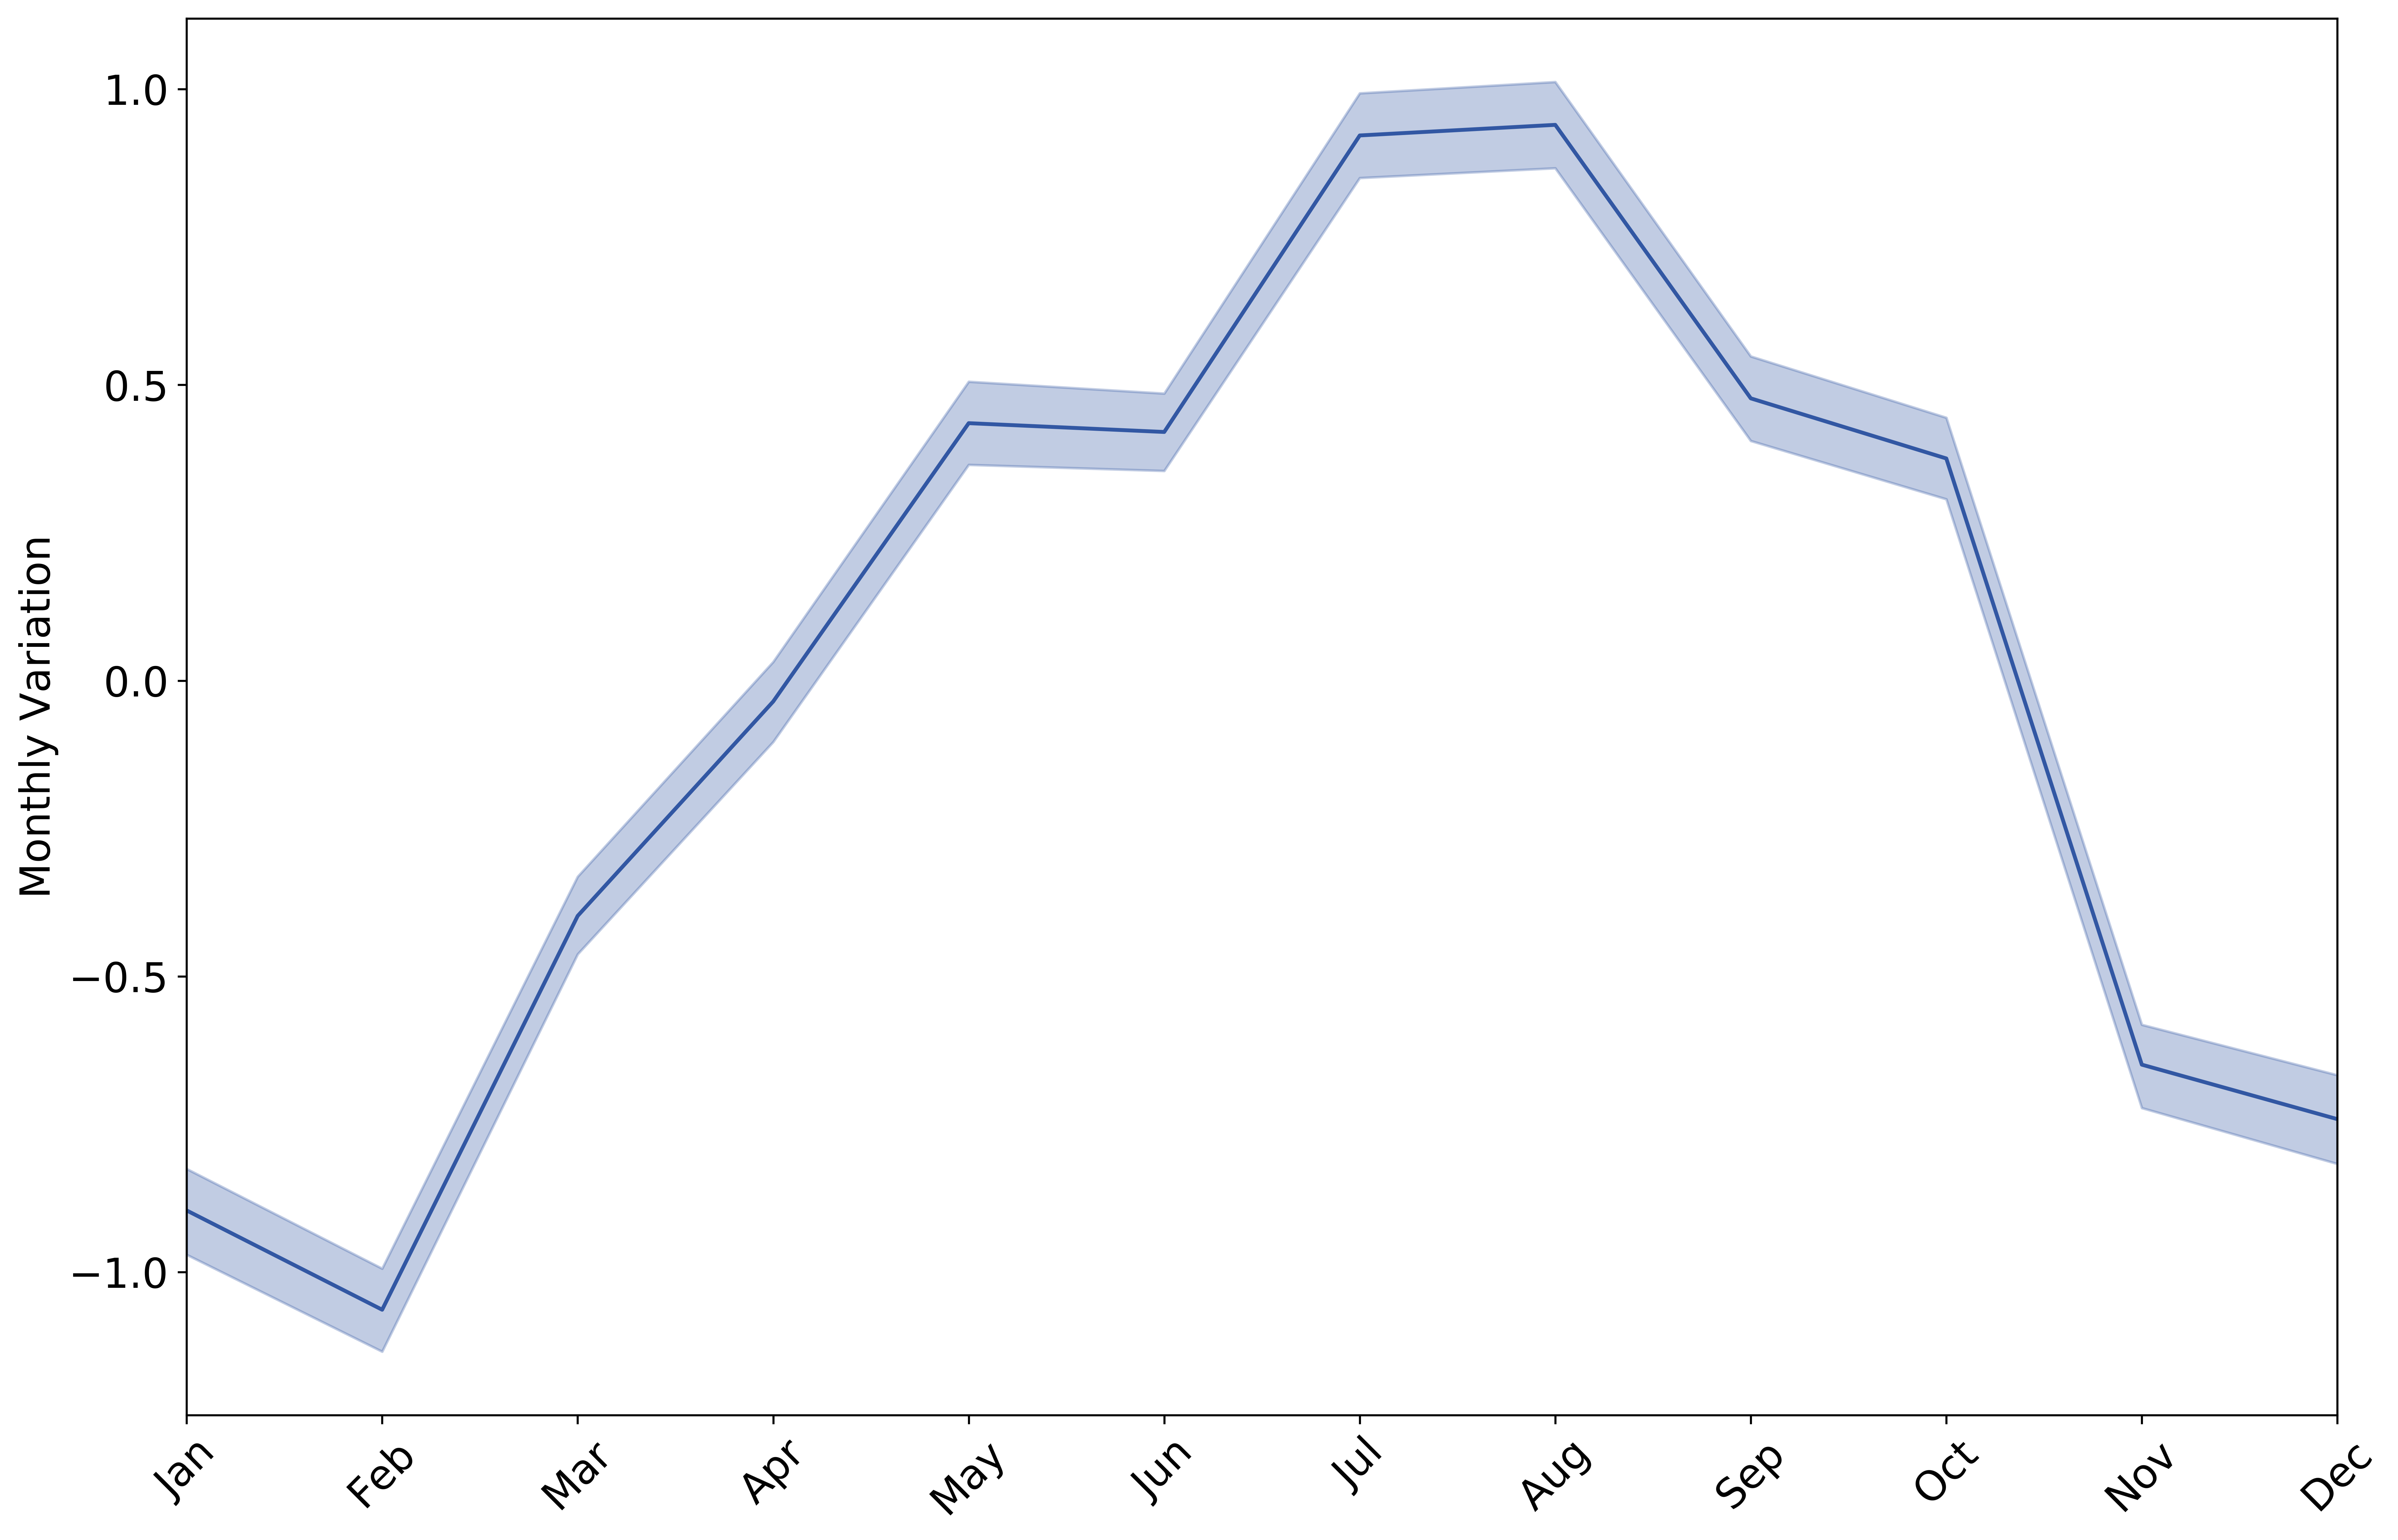 Monthly Variation
1.0
0.5
0.0
−0.5
−1.0
Jan
Feb
Mar
Apr
May
Jun
Jul
Aug
Sep
Oct
Nov
Dec